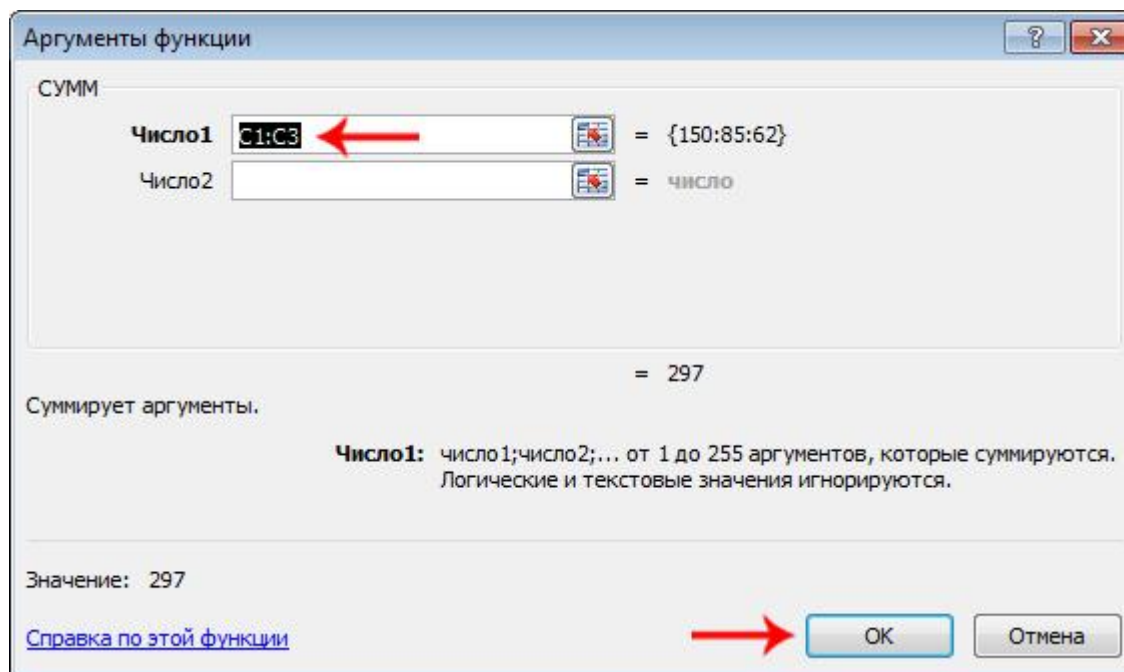 Аргументы функции
СУММ
Число1 C1:C3 = {150:85:62}
Число2 = число
= 297
Суммирует аргументы.
Число1: число1;число2;... от 1 до 255 аргументов, которые суммируются.
Логические и текстовые значения игнорируются.
Значение: 297
Справка по этой функции
ОК
Отмена